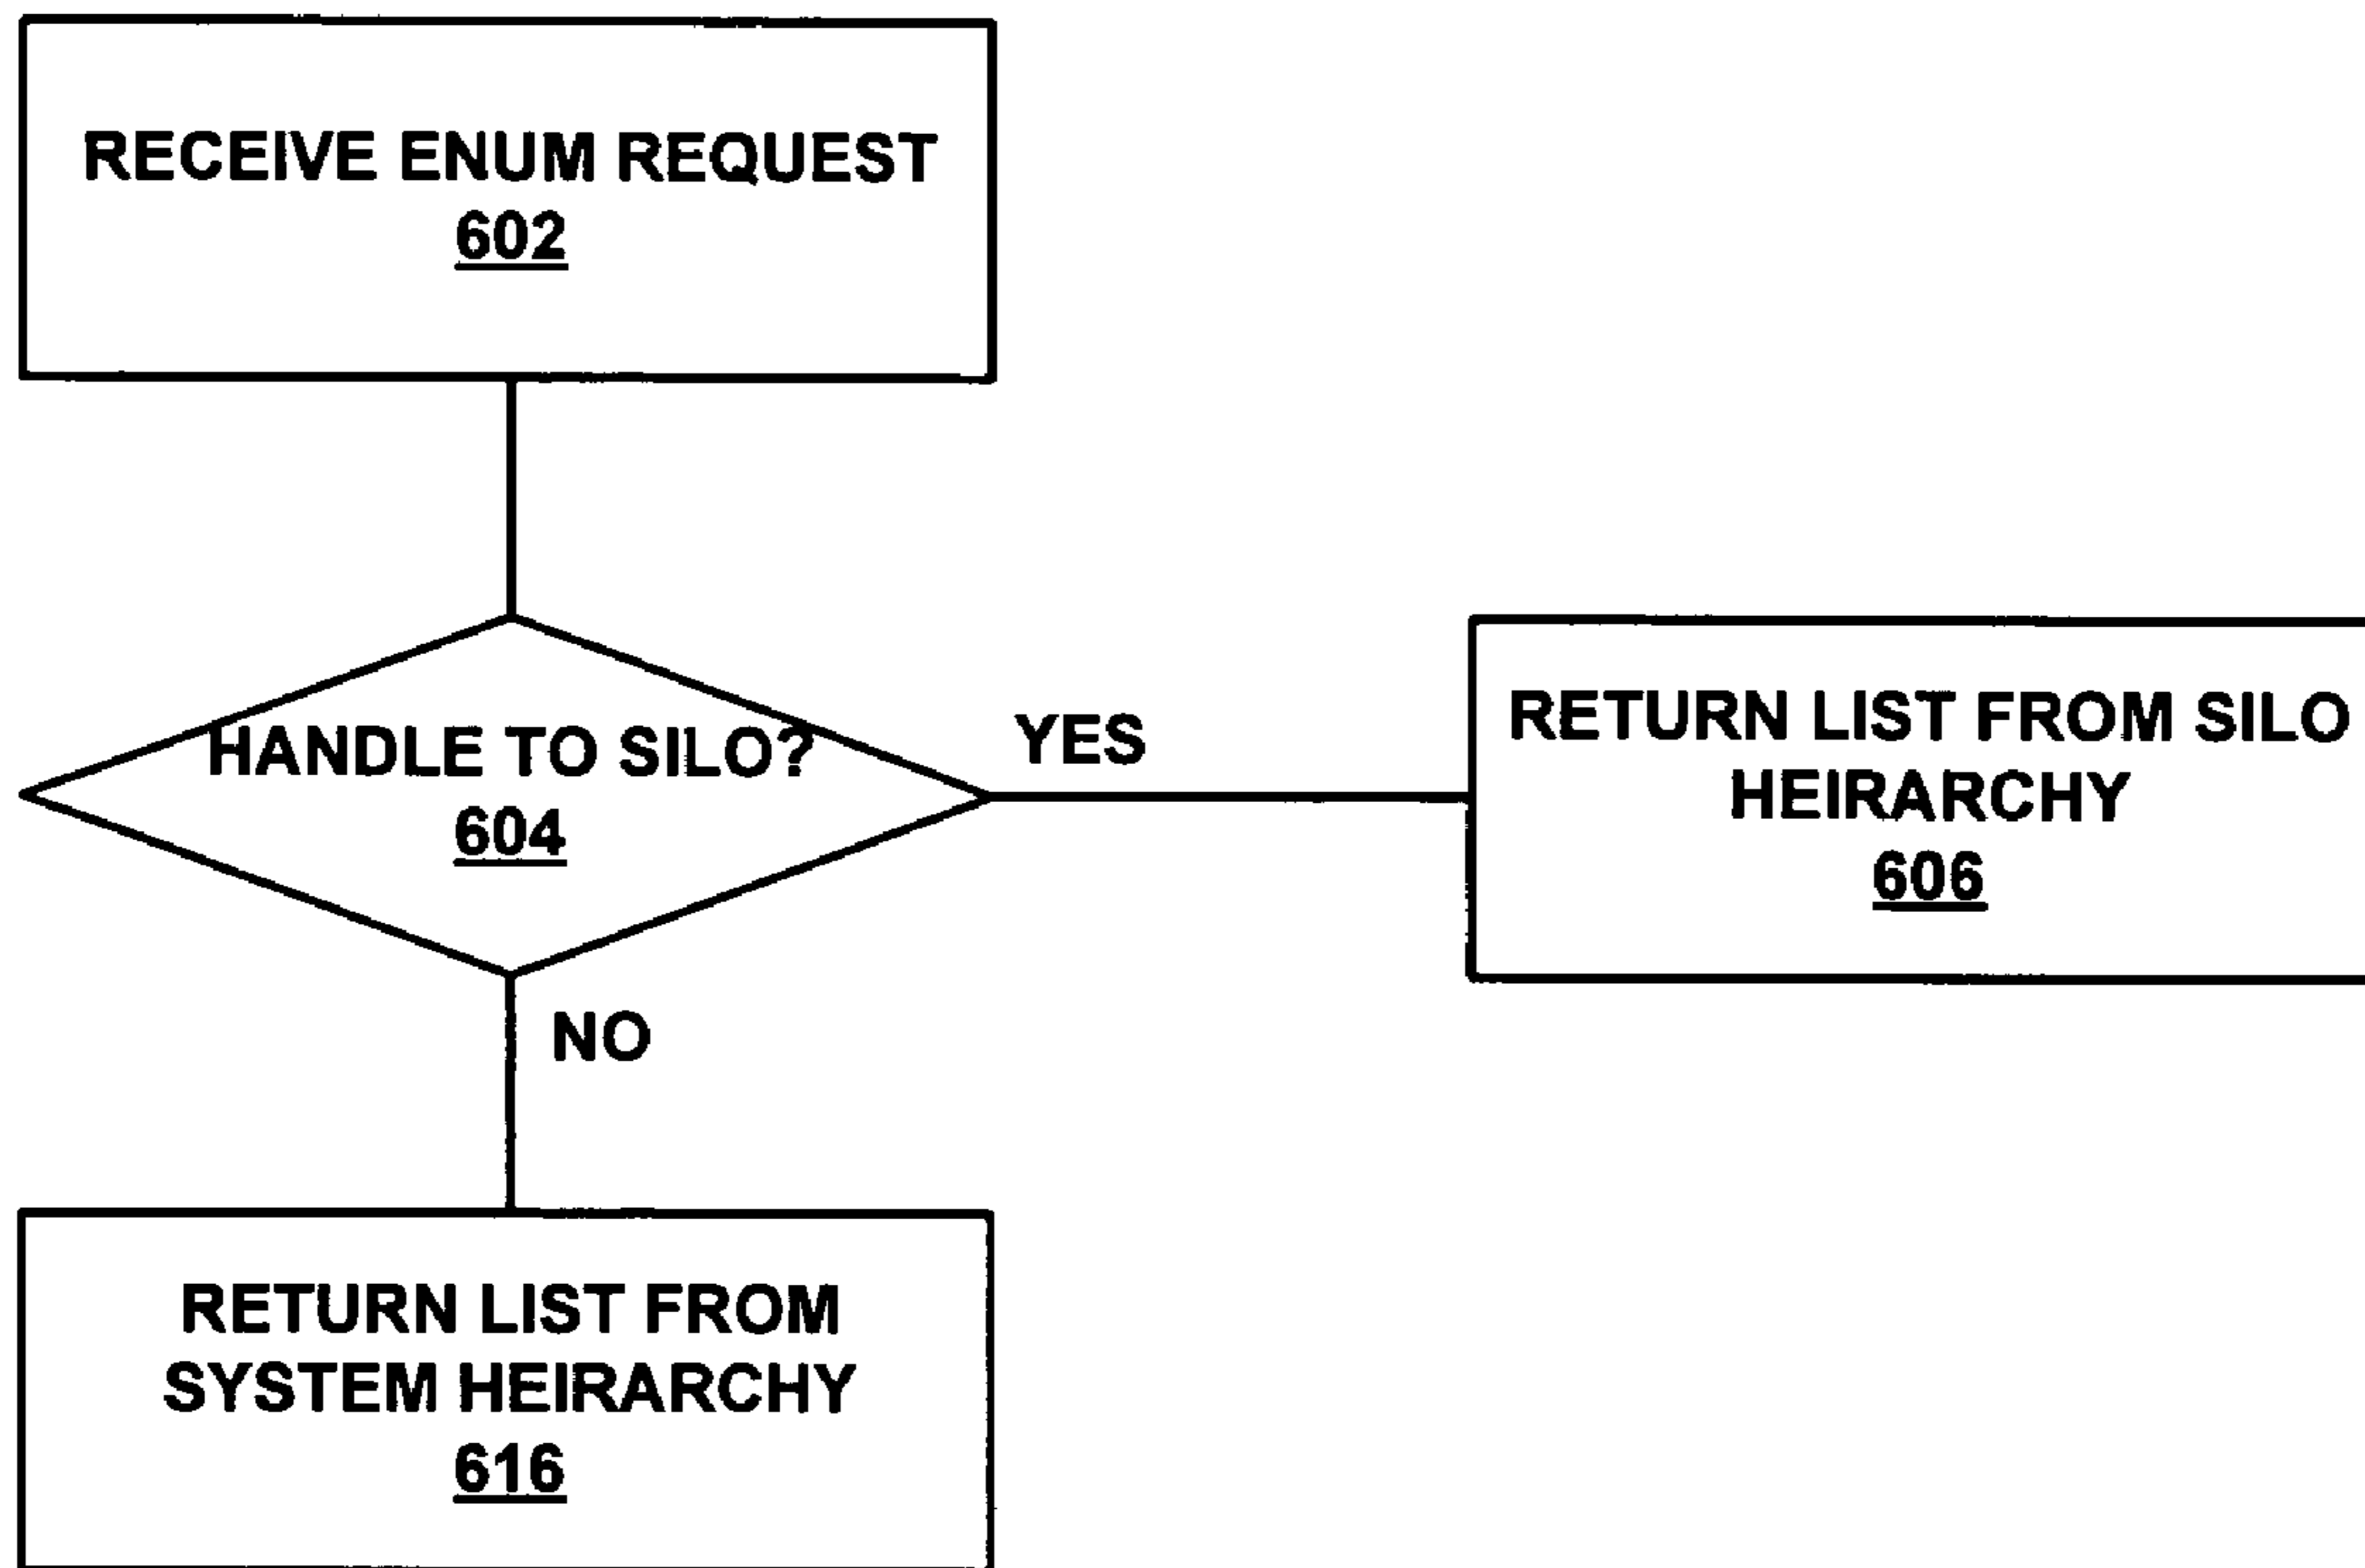 RECEIVE ENUM REQUEST
602
HANDLE TO SILO?
604
YES
RETURN LIST FROM SILO
HEIRARCHY
606
NO
RETURN LIST FROM
SYSTEM HEIRARCHY
616